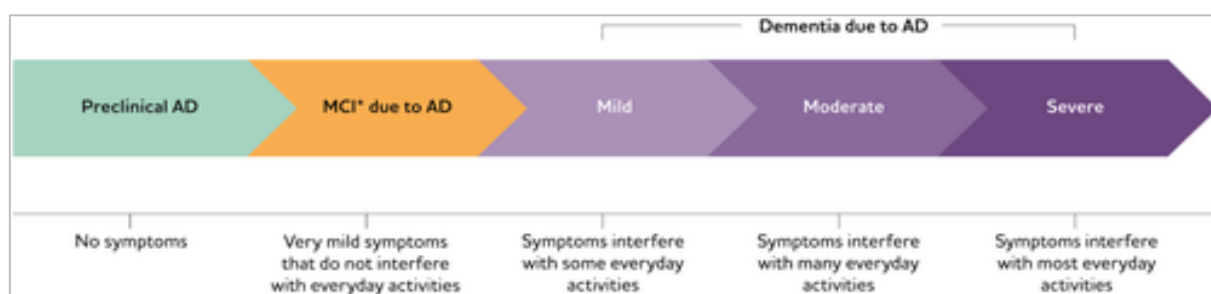 Dementia due to AD
Preclinical AD
MCI* due to AD
Mild
Moderate
Severe
No symptoms
Very mild symptoms
that do not interfere
with everyday activities
Symptoms interfere
with some everyday
activities
Symptoms interfere
with many everyday
activities
Symptoms interfere
with most everyday
activities